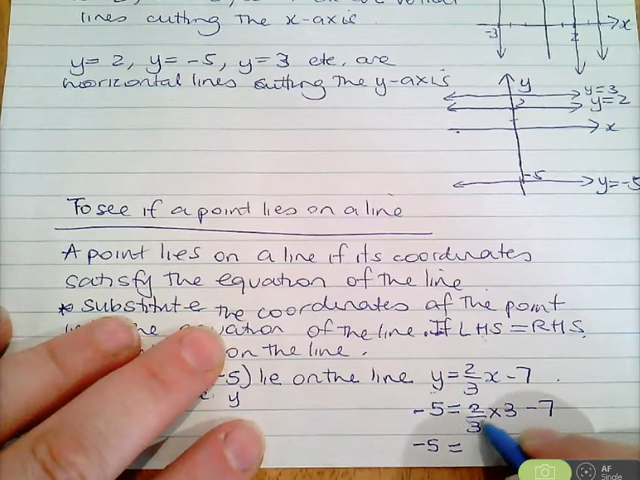 lines cutting the x-axis.
-3
2
x
y = 2, y = -5, y = 3 etc. are
horizontal lines cutting the y-axis
y
y=3
y=2
2
x
-5
y=-5
To see if a point lies on a line
A point lies on a line if its coordinates
satisfy the equation of the line
* substitute the coordinates of the point
the equation of the line. If LHS = RHS
on the line.
-5) lie on the line y = 2/3 x - 7
y
-5 = 2/3 x 3 - 7
-5 =
AF
Single